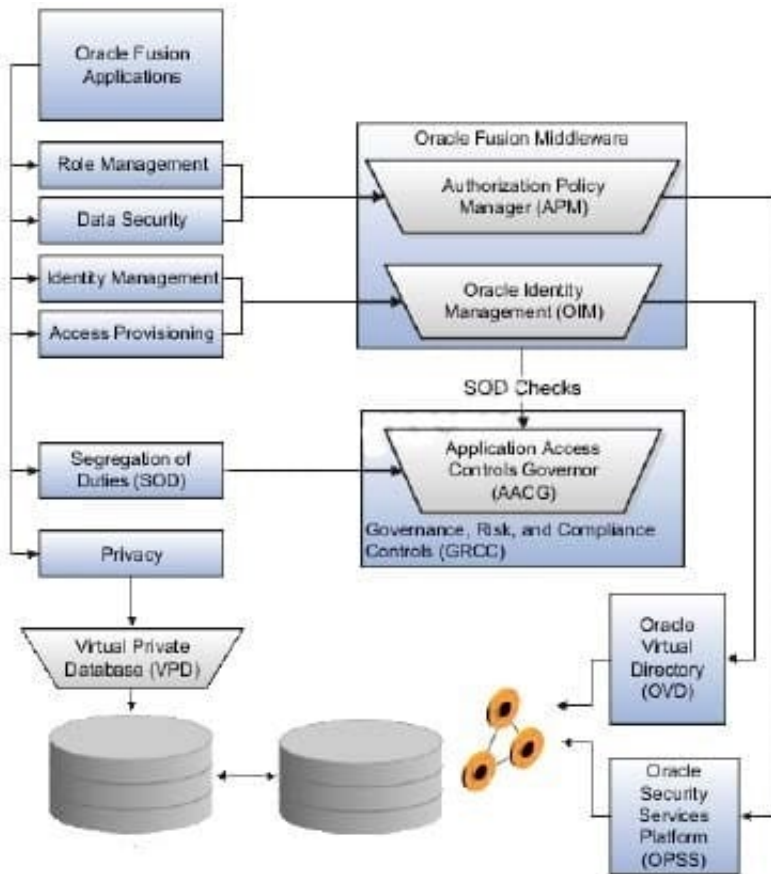 Oracle Fusion
Applications
Role Management
Data Security
Identity Management
Access Provisioning
Oracle Fusion Middleware
Authorization Policy
Manager (APM)
Oracle Identity
Management (OIM)
SOD Checks
Segregation of
Duties (SOD)
Application Access
Controls Governor
(AACG)
Governance, Risk, and Compliance
Controls (GRCC)
Privacy
Virtual Private
Database (VPD)
Oracle
Virtual
Directory
(OVD)
Oracle
Security
Services
Platform
(OPSS)